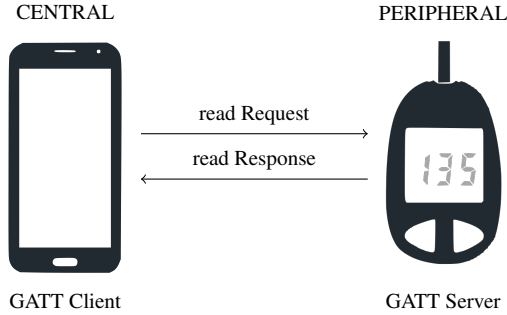 CENTRAL
PERIPHERAL
read Request
read Response
135
GATT Client
GATT Server